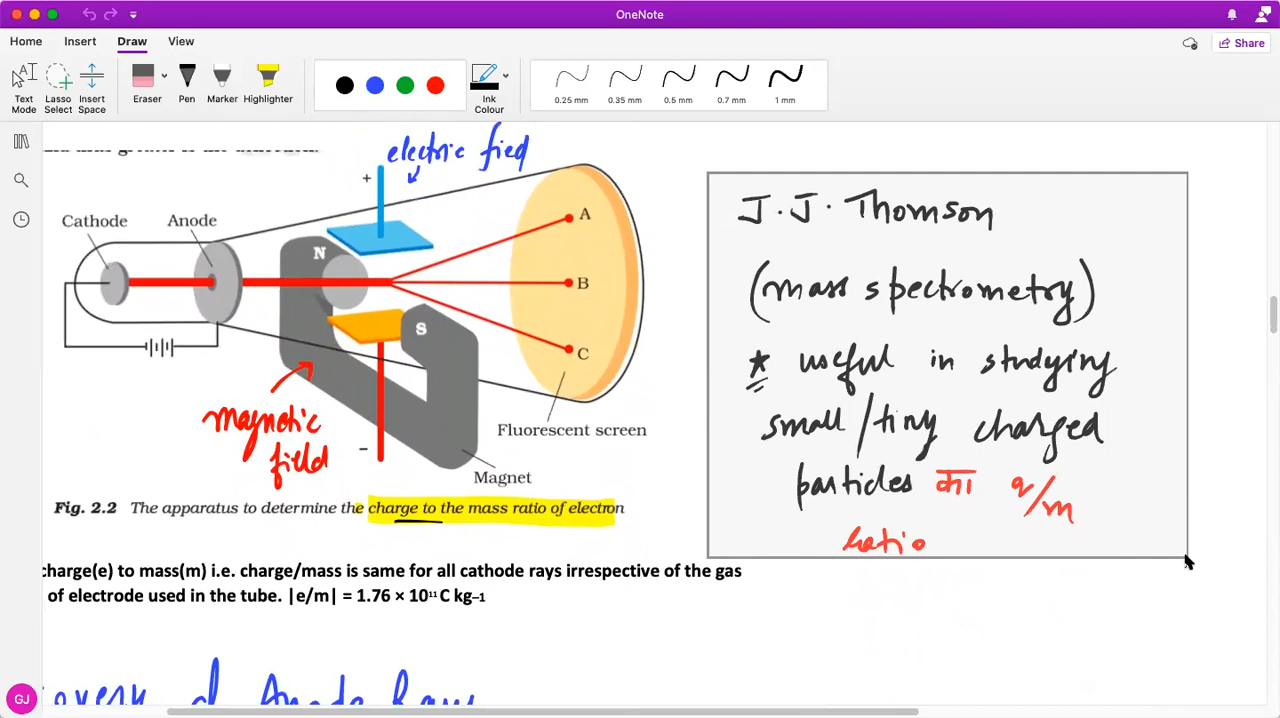 OneNote
Home Insert Draw View
Share
Text Mode
Lasso Select
Insert Space
Eraser
Pen
Marker
Highlighter
Ink Colour
0.25 mm 0.35 mm 0.5 mm 0.7 mm 1 mm
electric fied
+
Cathode
Anode
N
S
A
B
C
magnetic
field
–
Fluorescent screen
Magnet
Fig. 2.2 The apparatus to determine the charge to the mass ratio of electron
J.J. Thomson
(mass spectrometry)
* useful in studying
small/tiny charged
particles का q/m
ratio
charge(e) to mass(m) i.e. charge/mass is same for all cathode rays irrespective of the gas
of electrode used in the tube. |e/m| = 1.76 × 10¹¹ C kg–1
Anode
GJ